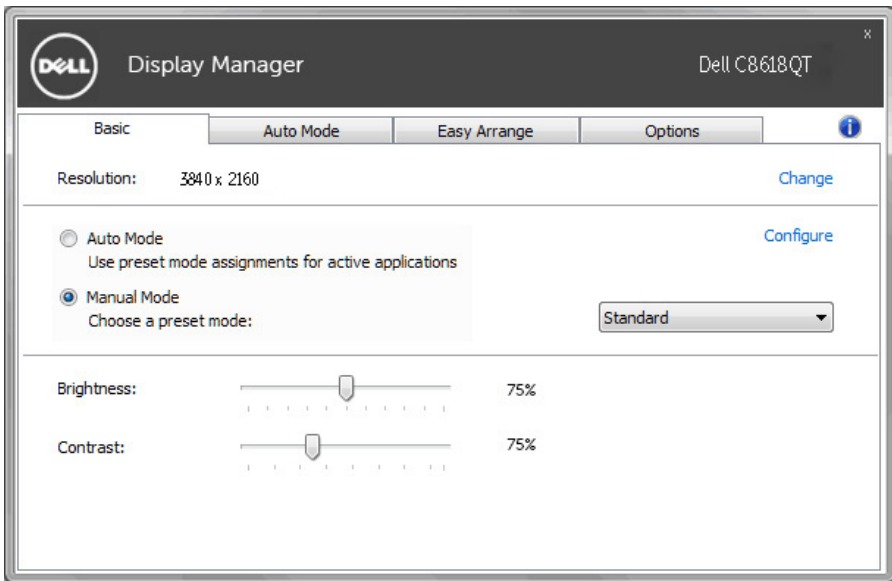 DELL Display Manager Dell C8618QT x
Basic Auto Mode Easy Arrange Options i
Resolution: 3840 x 2160 Change
Auto Mode Configure
Use preset mode assignments for active applications
Manual Mode
Choose a preset mode: Standard
Brightness: 75%
Contrast: 75%